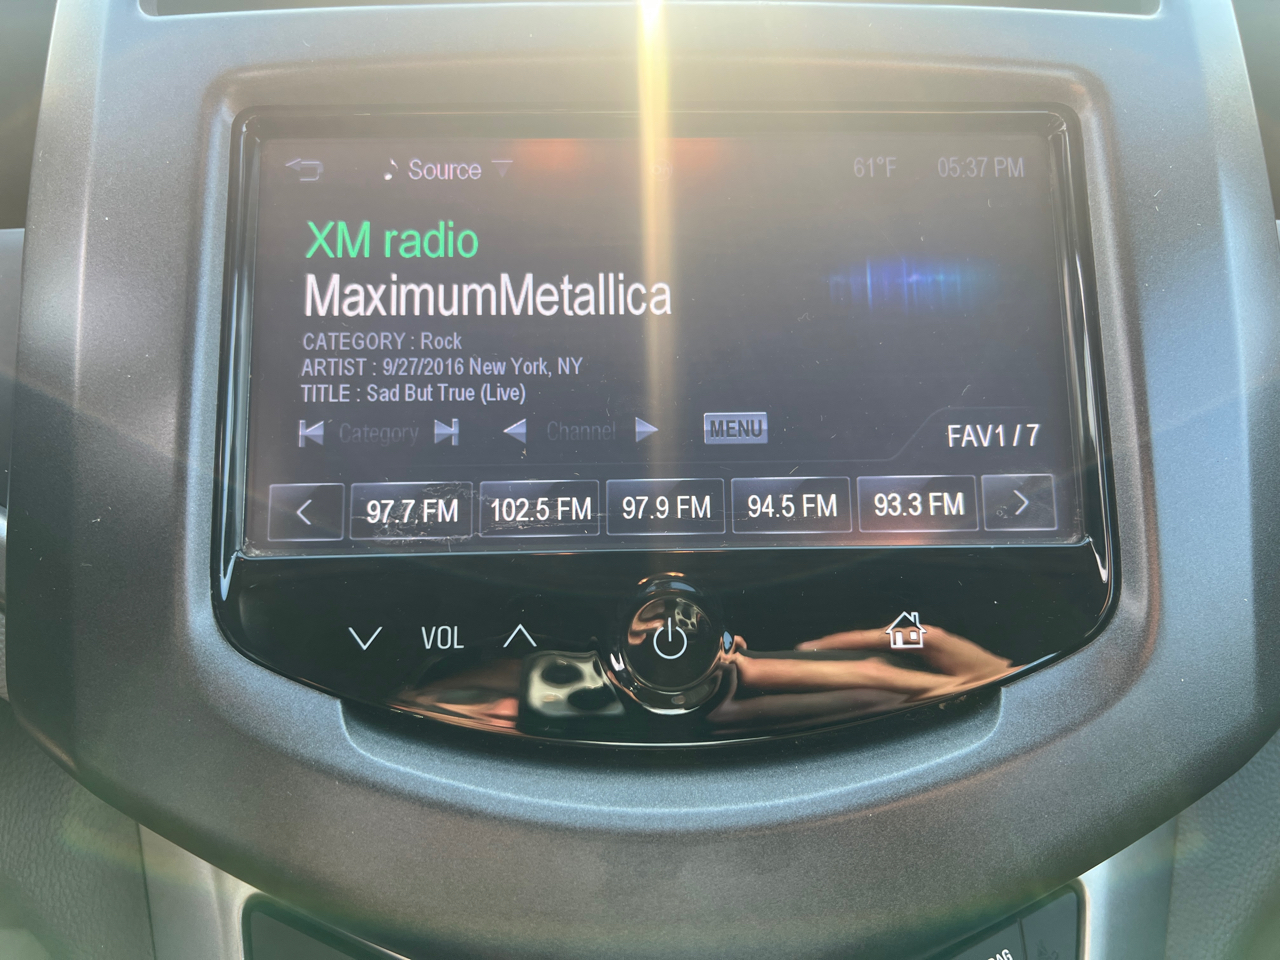 Source 61°F 05:37 PM
XM radio
MaximumMetallica
CATEGORY : Rock
ARTIST : 9/27/2016 New York, NY
TITLE : Sad But True (Live)
Category Channel MENU FAV1 / 7
97.7 FM 102.5 FM 97.9 FM 94.5 FM 93.3 FM
VOL